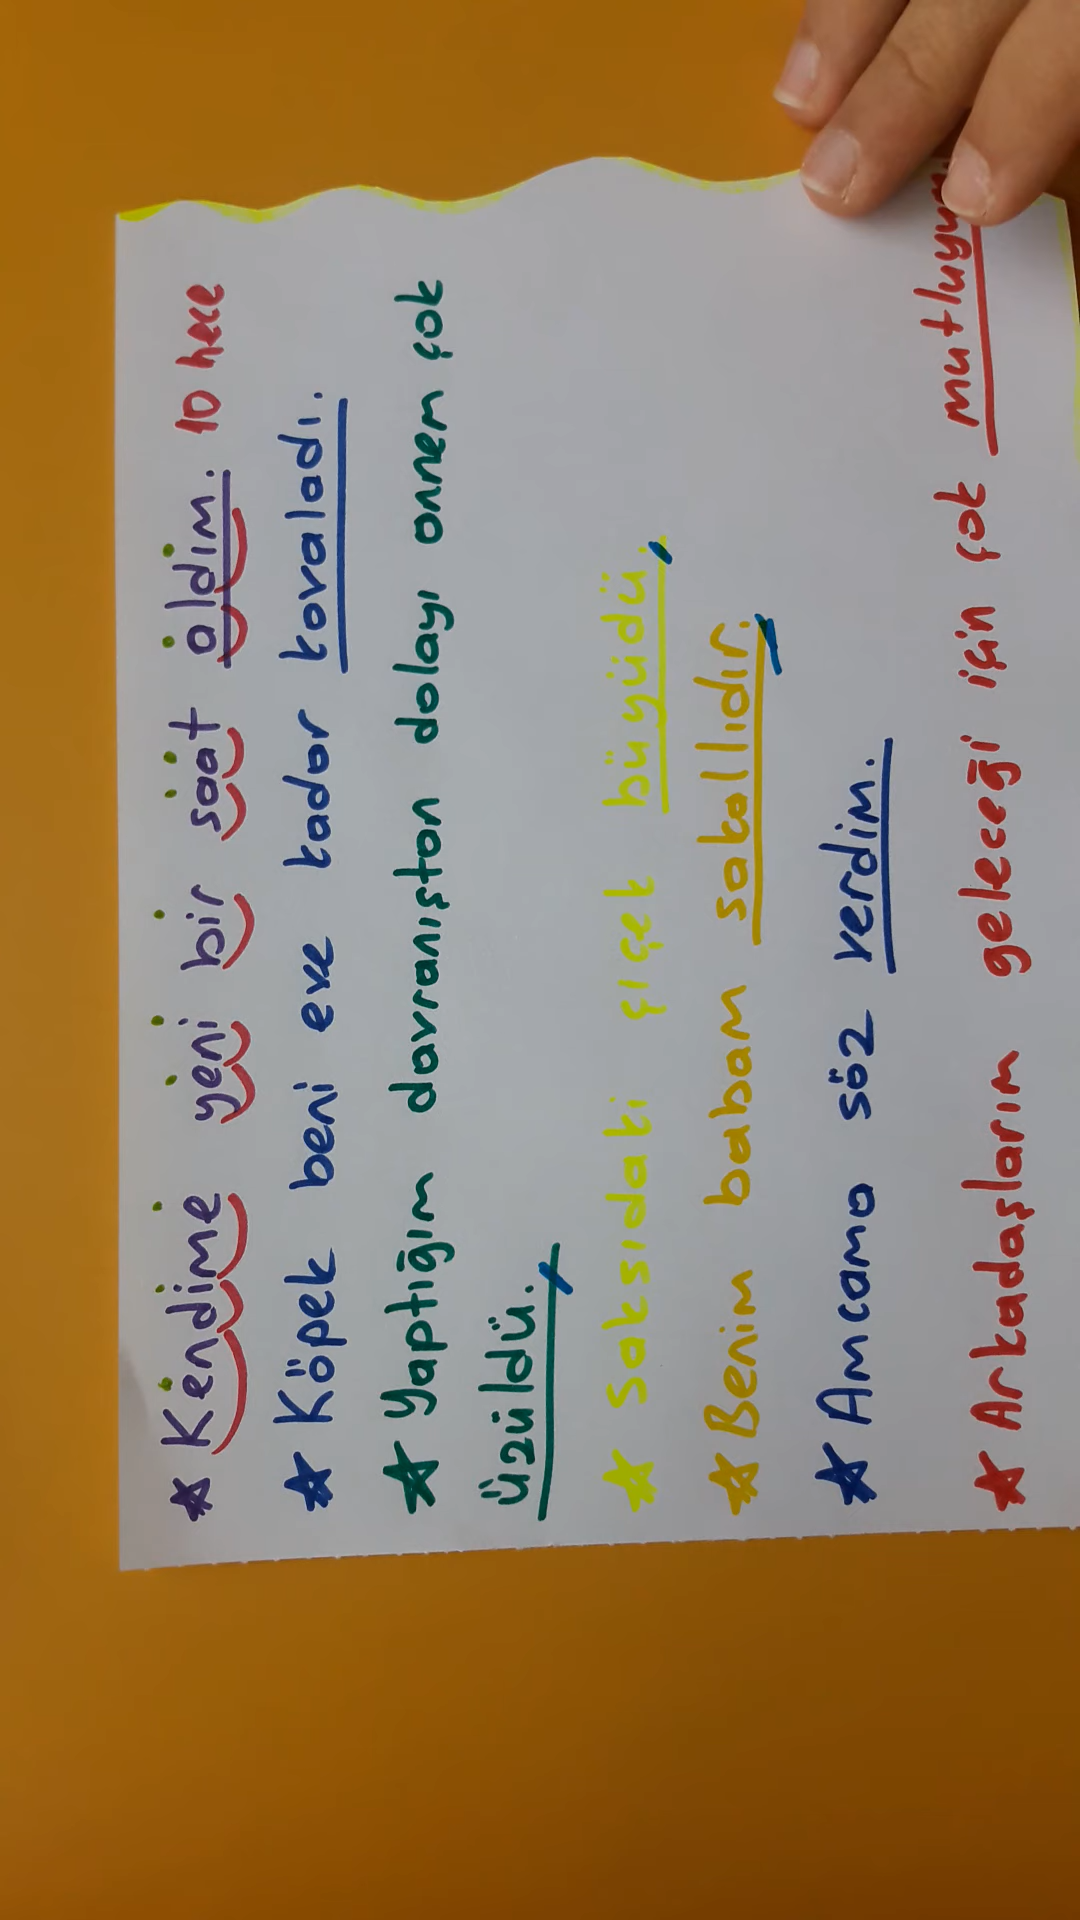 ★ Kendime yeni bir saat aldım. 10 hece
★ Köpek beni eve kadar kovaladı.
★ Yaptığım davranıştan dolayı annem çok
üzüldü.
★ saksıdaki çiçek büyüdü.
★ Benim babam sakallıdır.
★ Amcama söz verdim.
★ Arkadaşlarım geleceği için çok mutluyum